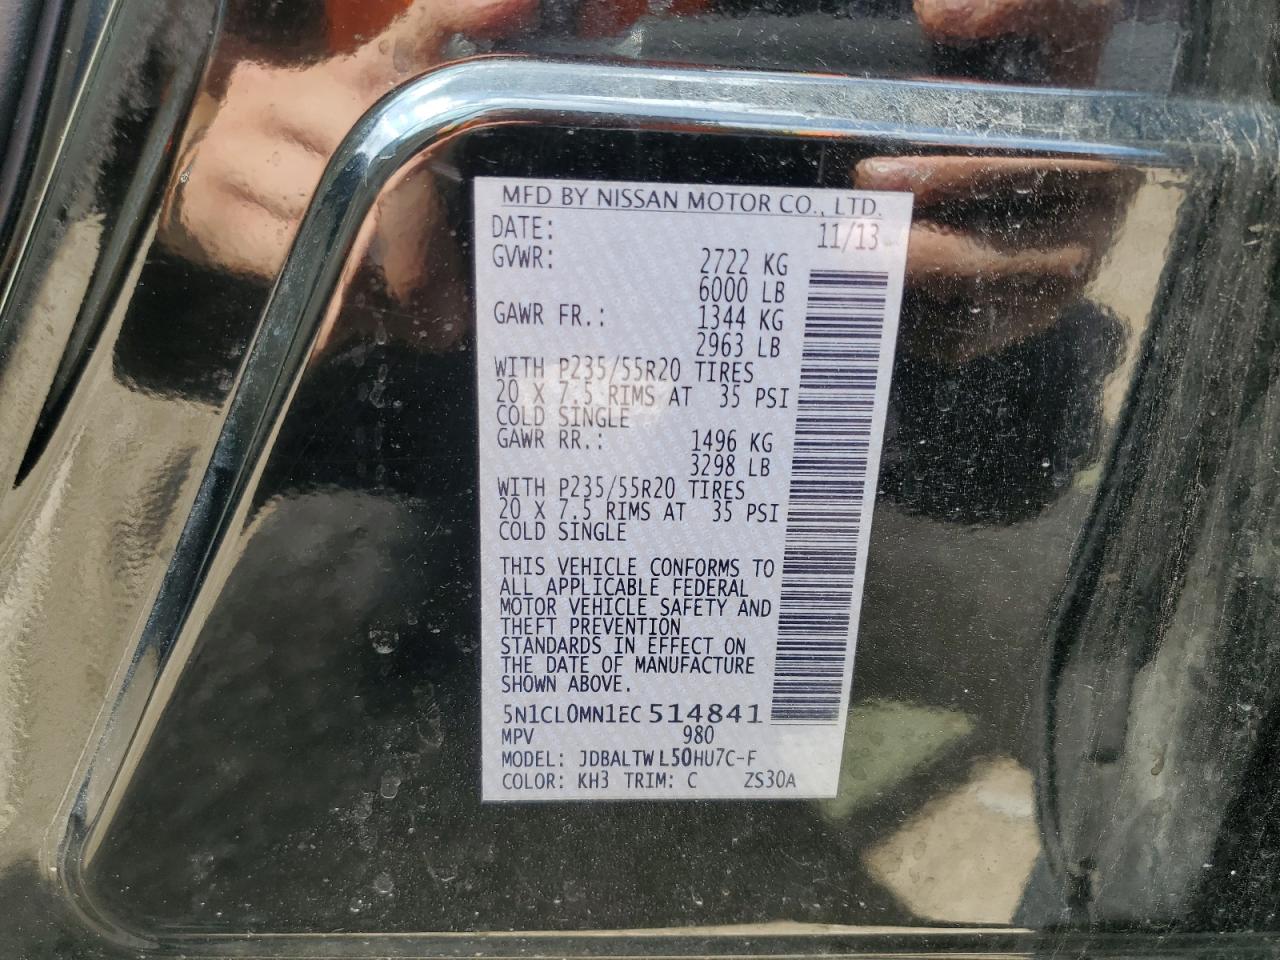 MFD BY NISSAN MOTOR CO., LTD.
DATE: 11/13
GVWR: 2722 KG
6000 LB
GAWR FR.: 1344 KG
2963 LB
WITH P235/55R20 TIRES
20 X 7.5 RIMS AT 35 PSI
COLD SINGLE
GAWR RR.: 1496 KG
3298 LB
WITH P235/55R20 TIRES
20 X 7.5 RIMS AT 35 PSI
COLD SINGLE
THIS VEHICLE CONFORMS TO
ALL APPLICABLE FEDERAL
MOTOR VEHICLE SAFETY AND
THEFT PREVENTION
STANDARDS IN EFFECT ON
THE DATE OF MANUFACTURE
SHOWN ABOVE.
5N1CL0MN1EC514841
MPV 980
MODEL: JDBALTWL50HU7C-F
COLOR: KH3 TRIM: C ZS30A